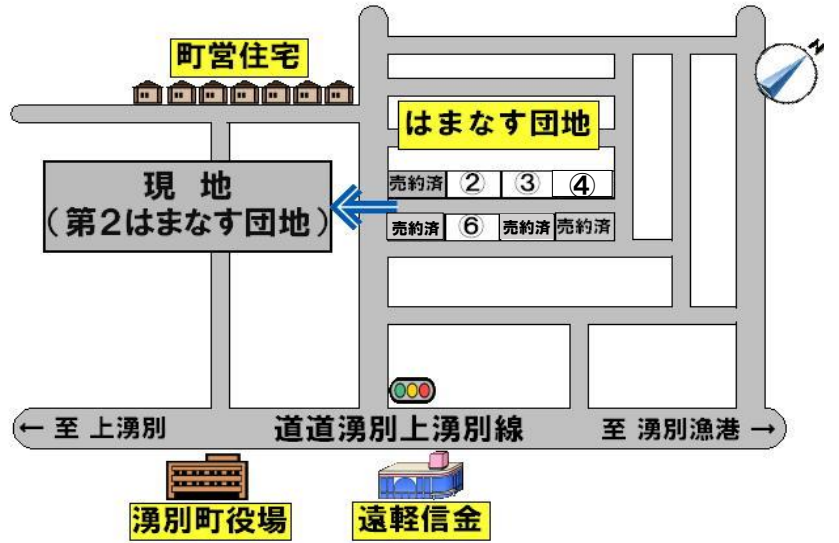 町営住宅
N
はまなす団地
現 地
(第2はまなす団地)
売約済 ② ③ ④
売約済 ⑥ 売約済 売約済
← 至 上湧別
道道湧別上湧別線
至 湧別漁港 →
湧別町役場
遠軽信金